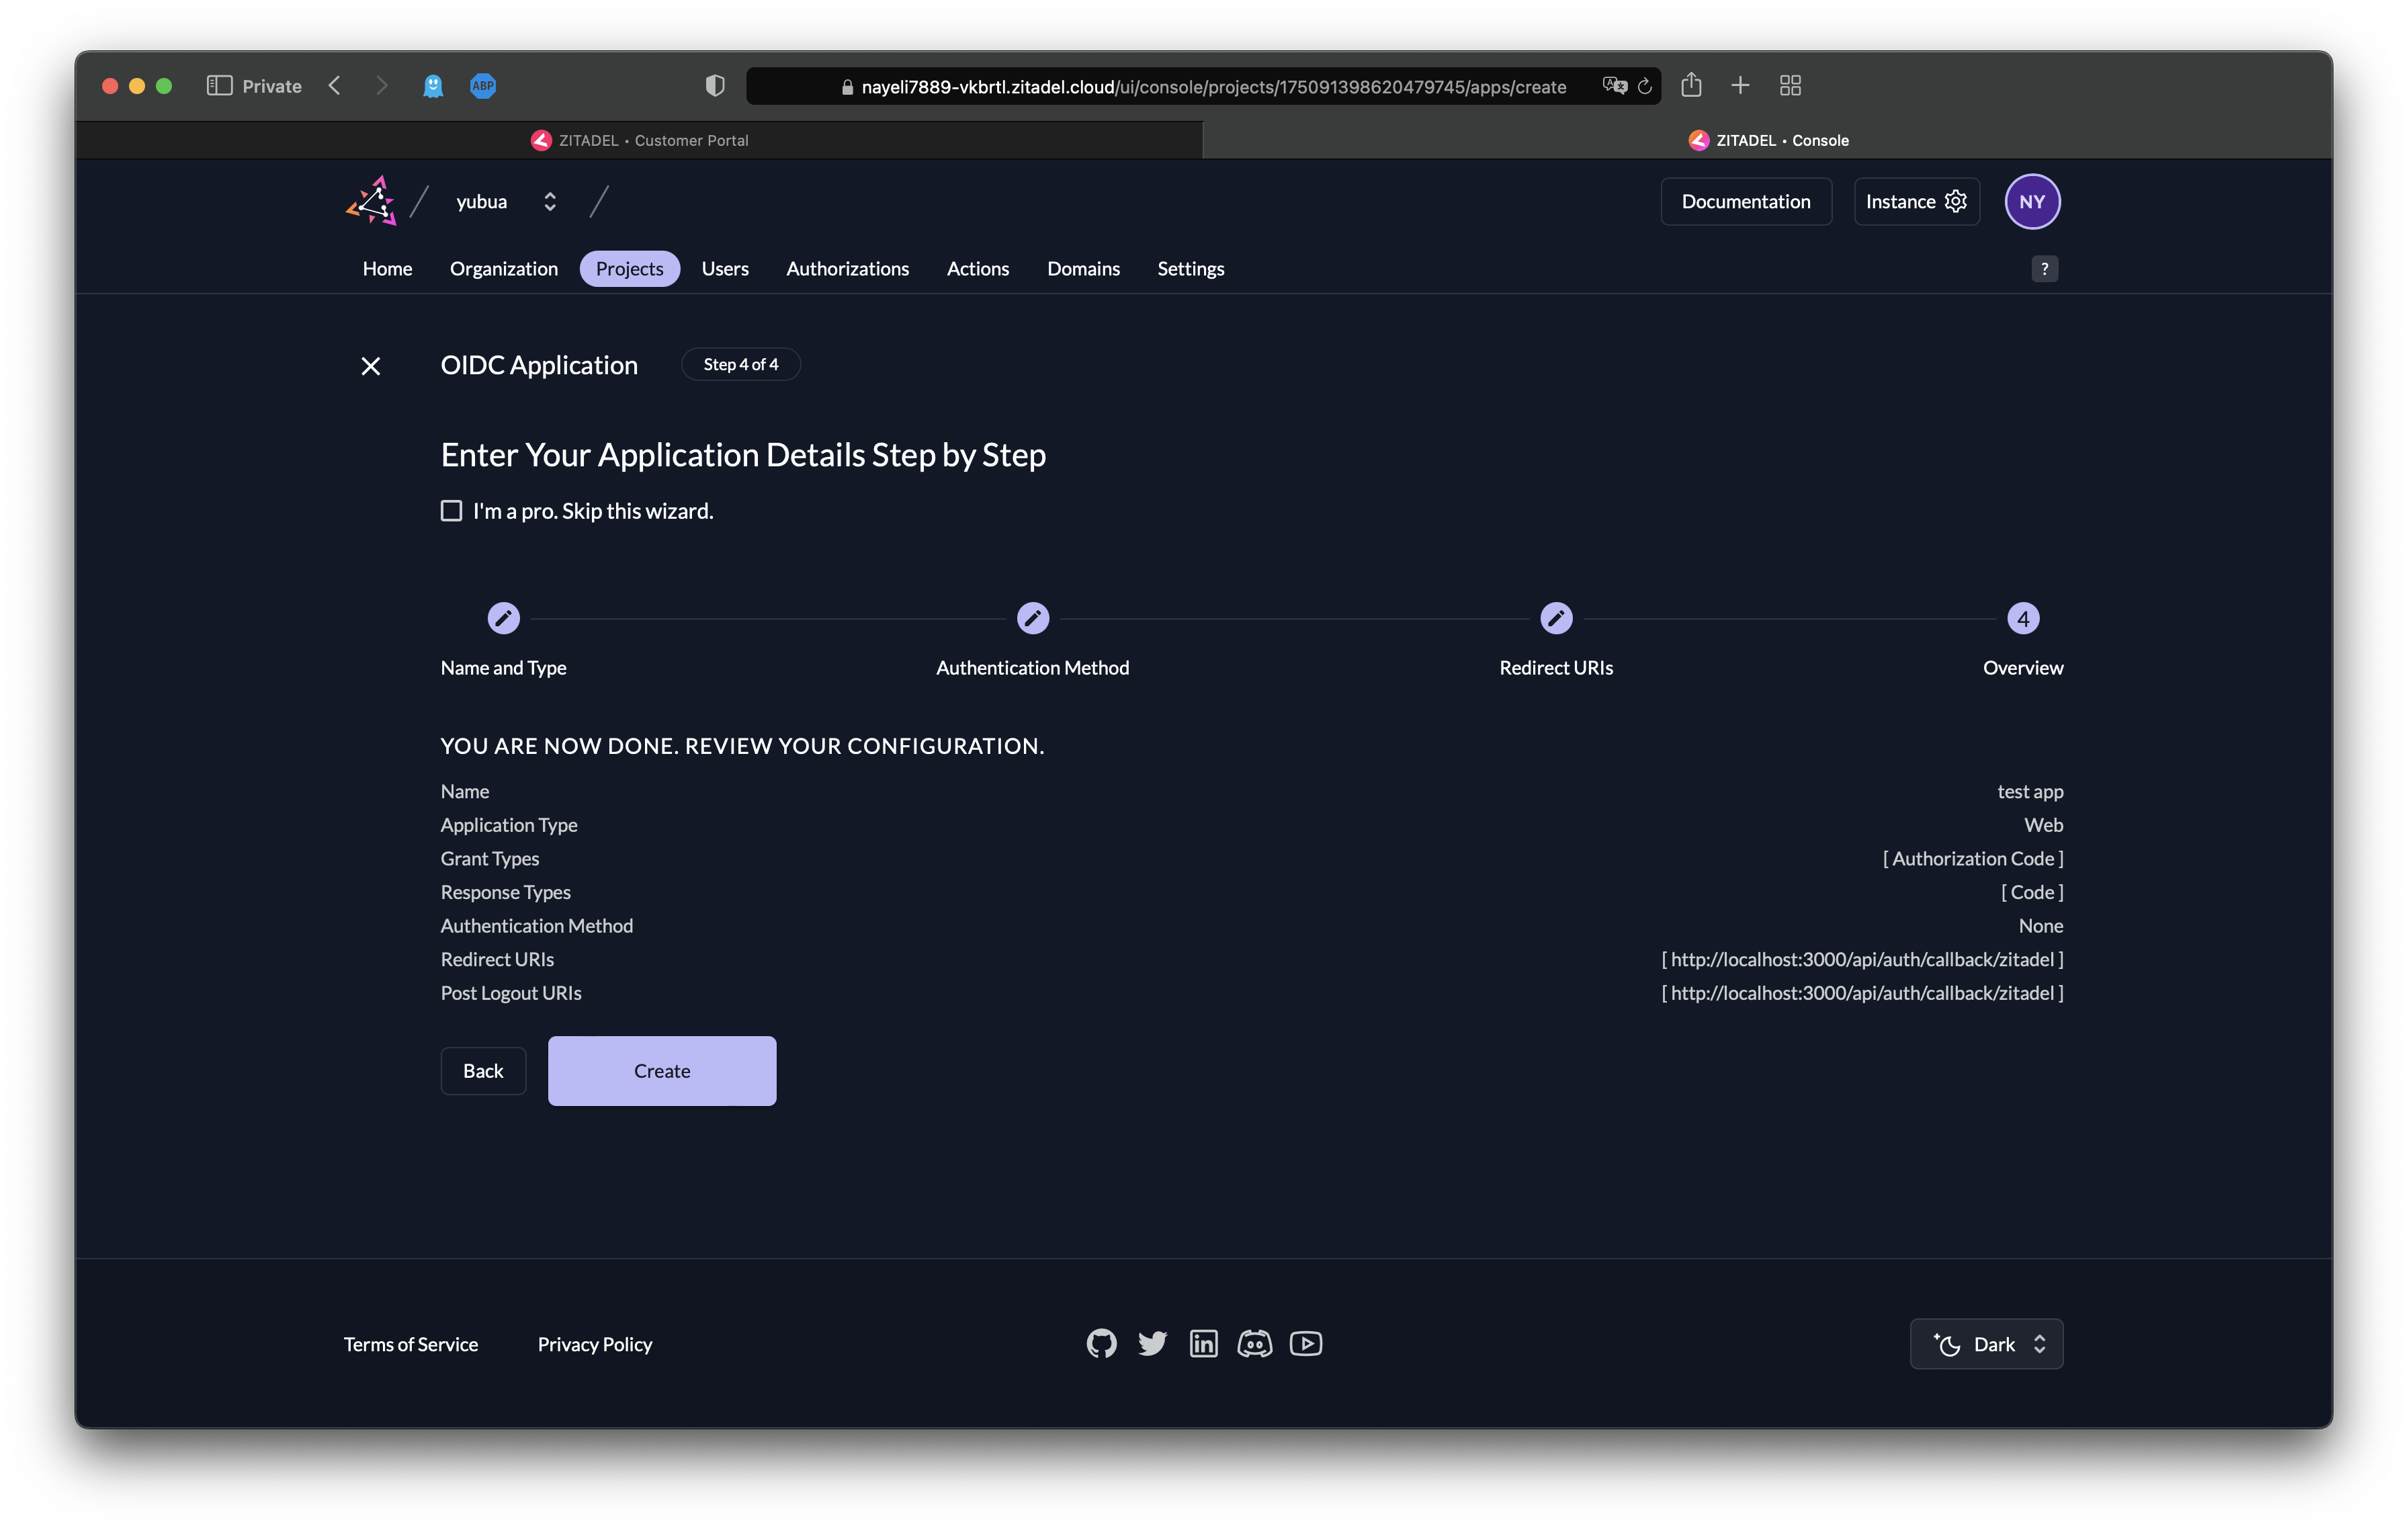 Private
ABP
nayeli7889-vkbrtl.zitadel.cloud/ui/console/projects/175091398620479745/apps/create
ZITADEL • Customer Portal
ZITADEL • Console
yubua
Documentation
Instance
NY
Home
Organization
Projects
Users
Authorizations
Actions
Domains
Settings
?
OIDC Application
Step 4 of 4
Enter Your Application Details Step by Step
I'm a pro. Skip this wizard.
4
Name and Type
Authentication Method
Redirect URIs
Overview
YOU ARE NOW DONE. REVIEW YOUR CONFIGURATION.
Name test app
Application Type Web
Grant Types [ Authorization Code ]
Response Types [ Code ]
Authentication Method None
Redirect URIs [ http://localhost:3000/api/auth/callback/zitadel ]
Post Logout URIs [ http://localhost:3000/api/auth/callback/zitadel ]
Back
Create
Terms of Service
Privacy Policy
in
Dark